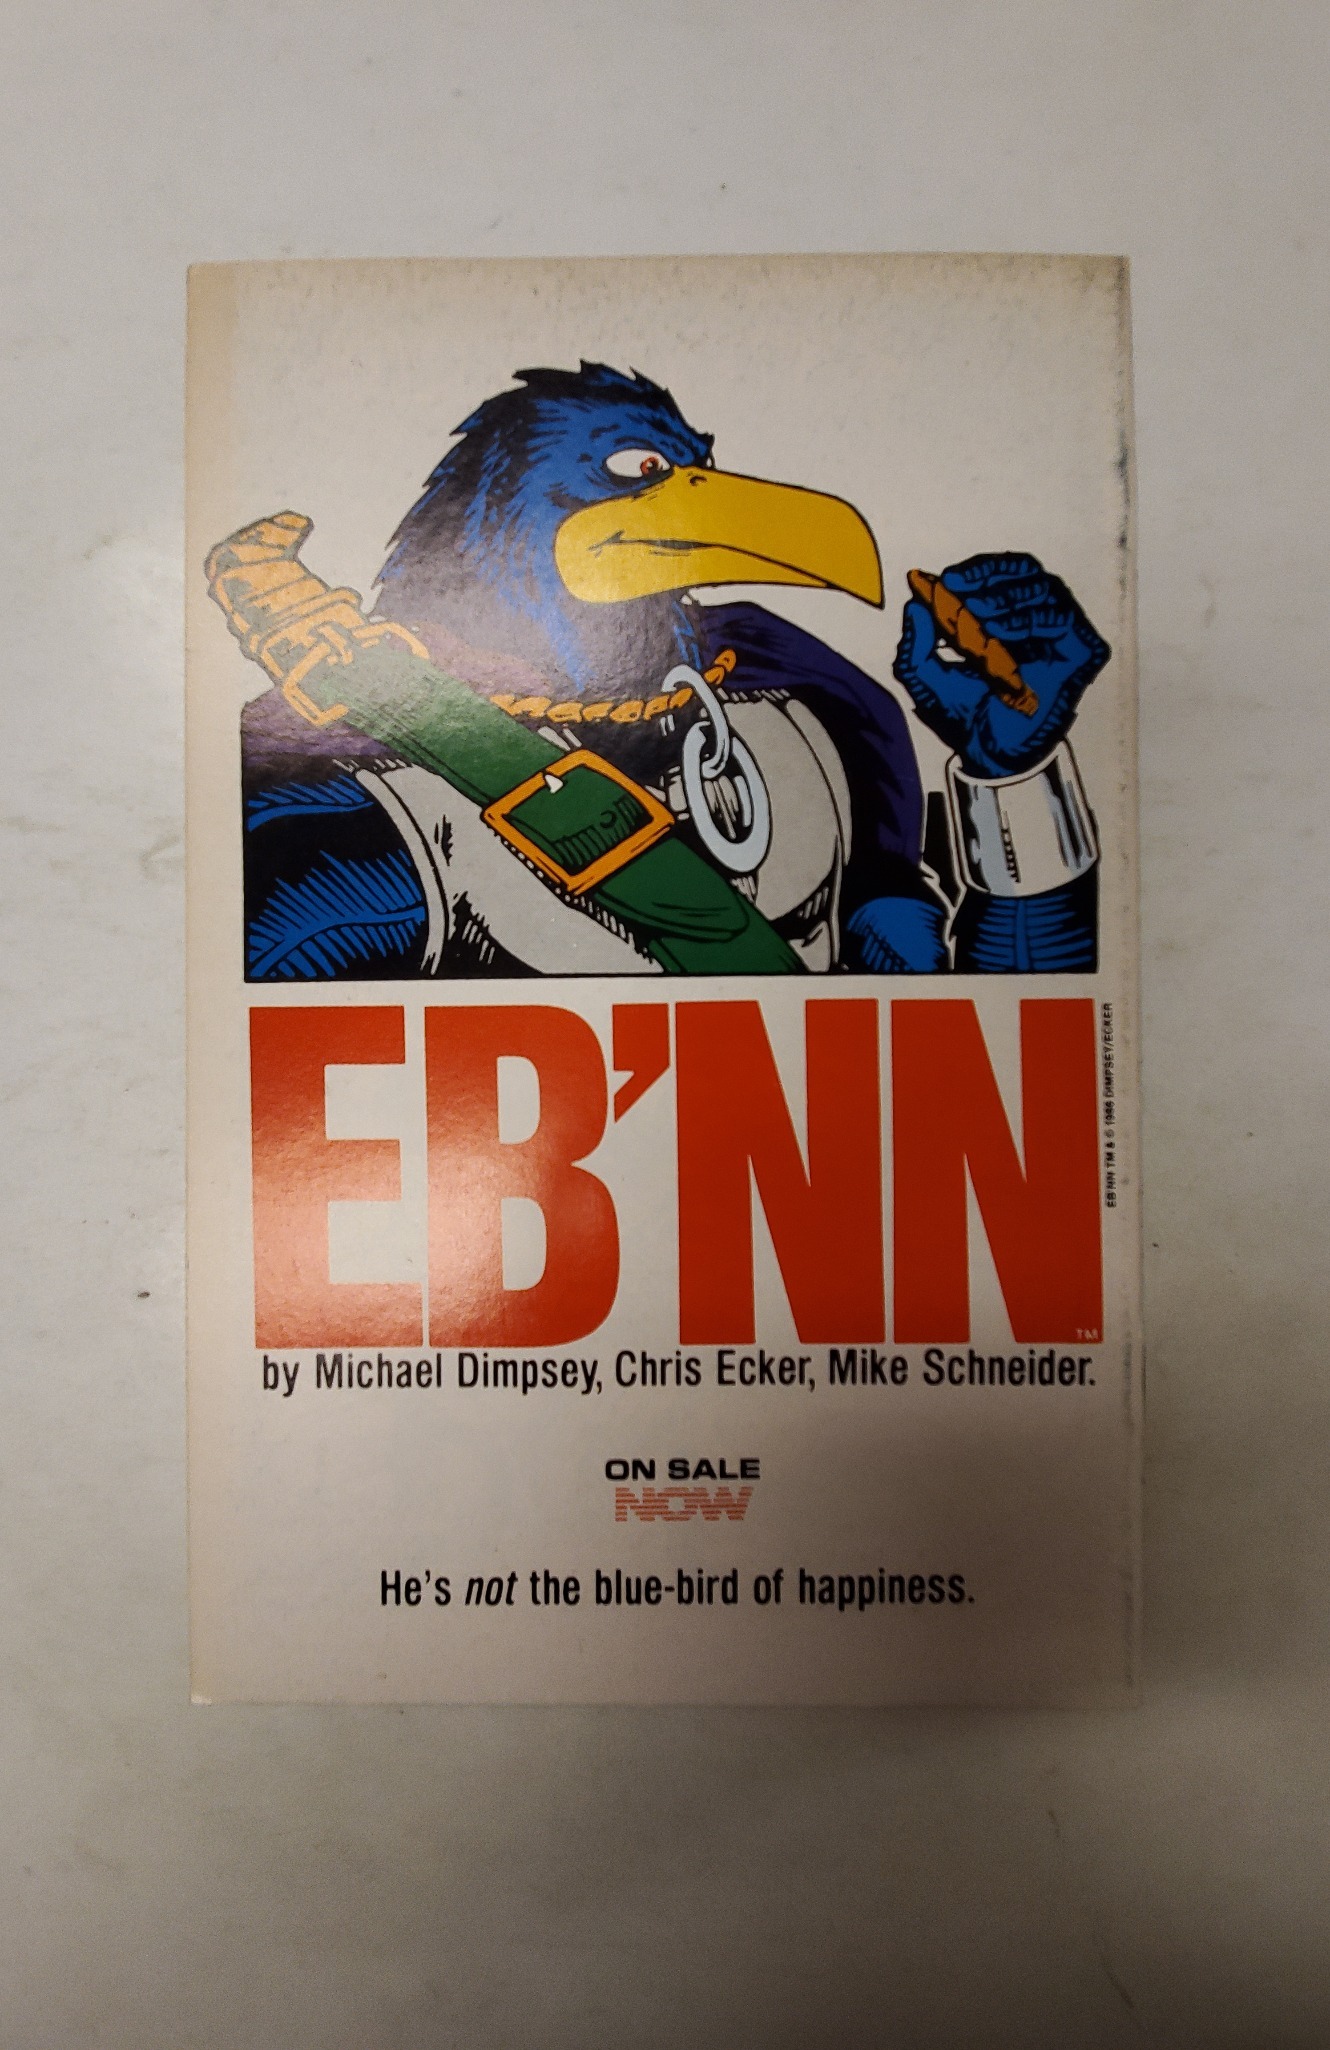 EB'NN
TM
EB'NN TM & © 1986 DIMPSEY/ECKER
by Michael Dimpsey, Chris Ecker, Mike Schneider.
ON SALE
NOW
He's not the blue-bird of happiness.